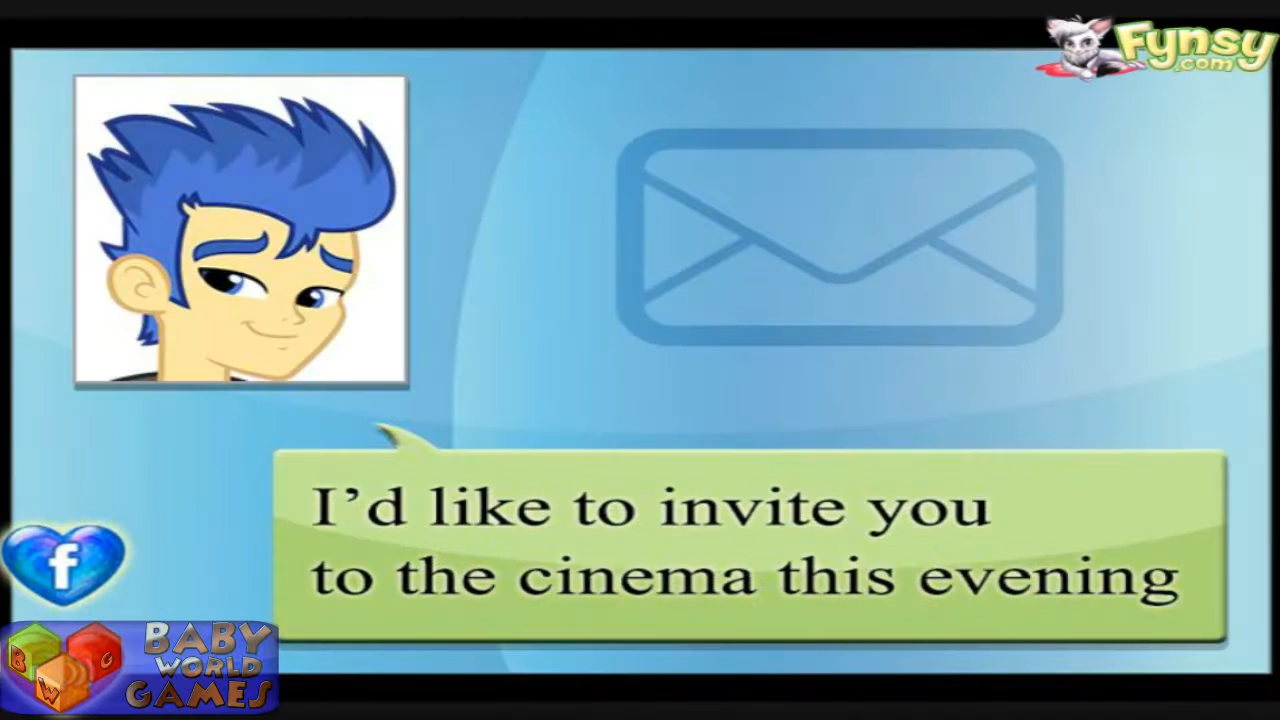 Fynsy
.com
I'd like to invite you
to the cinema this evening
f
B W G
BABY
WORLD
GAMES